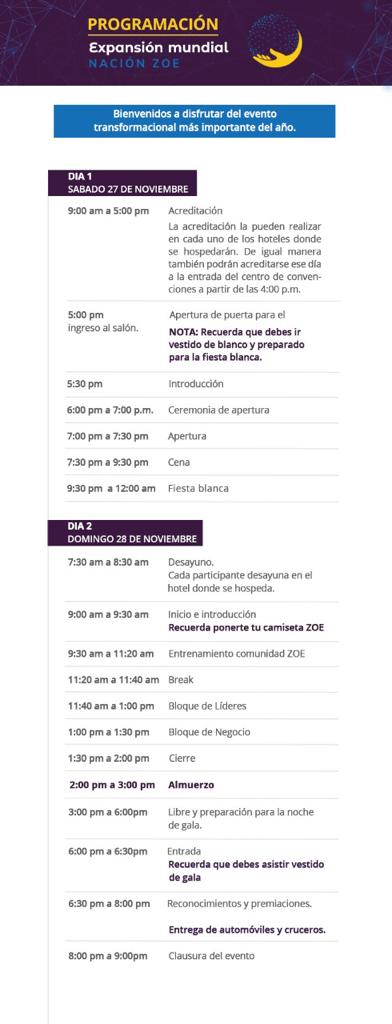 PROGRAMACIÓN
Expansión mundial
NACIÓN ZOE
Bienvenidos a disfrutar del evento
transformacional más importante del año.
DIA 1
SABADO 27 DE NOVIEMBRE
9:00 am a 5:00 pm Acreditación
La acreditación la pueden realizar
en cada uno de los hoteles donde
se hospedarán. De igual manera
también podrán acreditarse ese día
a la entrada del centro de conven-
ciones a partir de las 4:00 p.m.
5:00 pm Apertura de puerta para el
ingreso al salón.
NOTA: Recuerda que debes ir
vestido de blanco y preparado
para la fiesta blanca.
5:30 pm Introducción
6:00 pm a 7:00 p.m. Ceremonia de apertura
7:00 pm a 7:30 pm Apertura
7:30 pm a 9:30 pm Cena
9:30 pm a 12:00 am Fiesta blanca
DIA 2
DOMINGO 28 DE NOVIEMBRE
7:30 am a 8:30 am Desayuno.
Cada participante desayuna en el
hotel donde se hospeda.
9:00 am a 9:30 am Inicio e introducción
Recuerda ponerte tu camiseta ZOE
9:30 am a 11:20 am Entrenamiento comunidad ZOE
11:20 am a 11:40 am Break
11:40 am a 1:00 pm Bloque de Líderes
1:00 pm a 1:30 pm Bloque de Negocio
1:30 pm a 2:00 pm Cierre
2:00 pm a 3:00 pm Almuerzo
3:00 pm a 6:00pm Libre y preparación para la noche
de gala.
6:00 pm a 6:30pm Entrada
Recuerda que debes asistir vestido
de gala
6:30 pm a 8:00 pm Reconocimientos y premiaciones.
Entrega de automóviles y cruceros.
8:00 pm a 9:00pm Clausura del evento